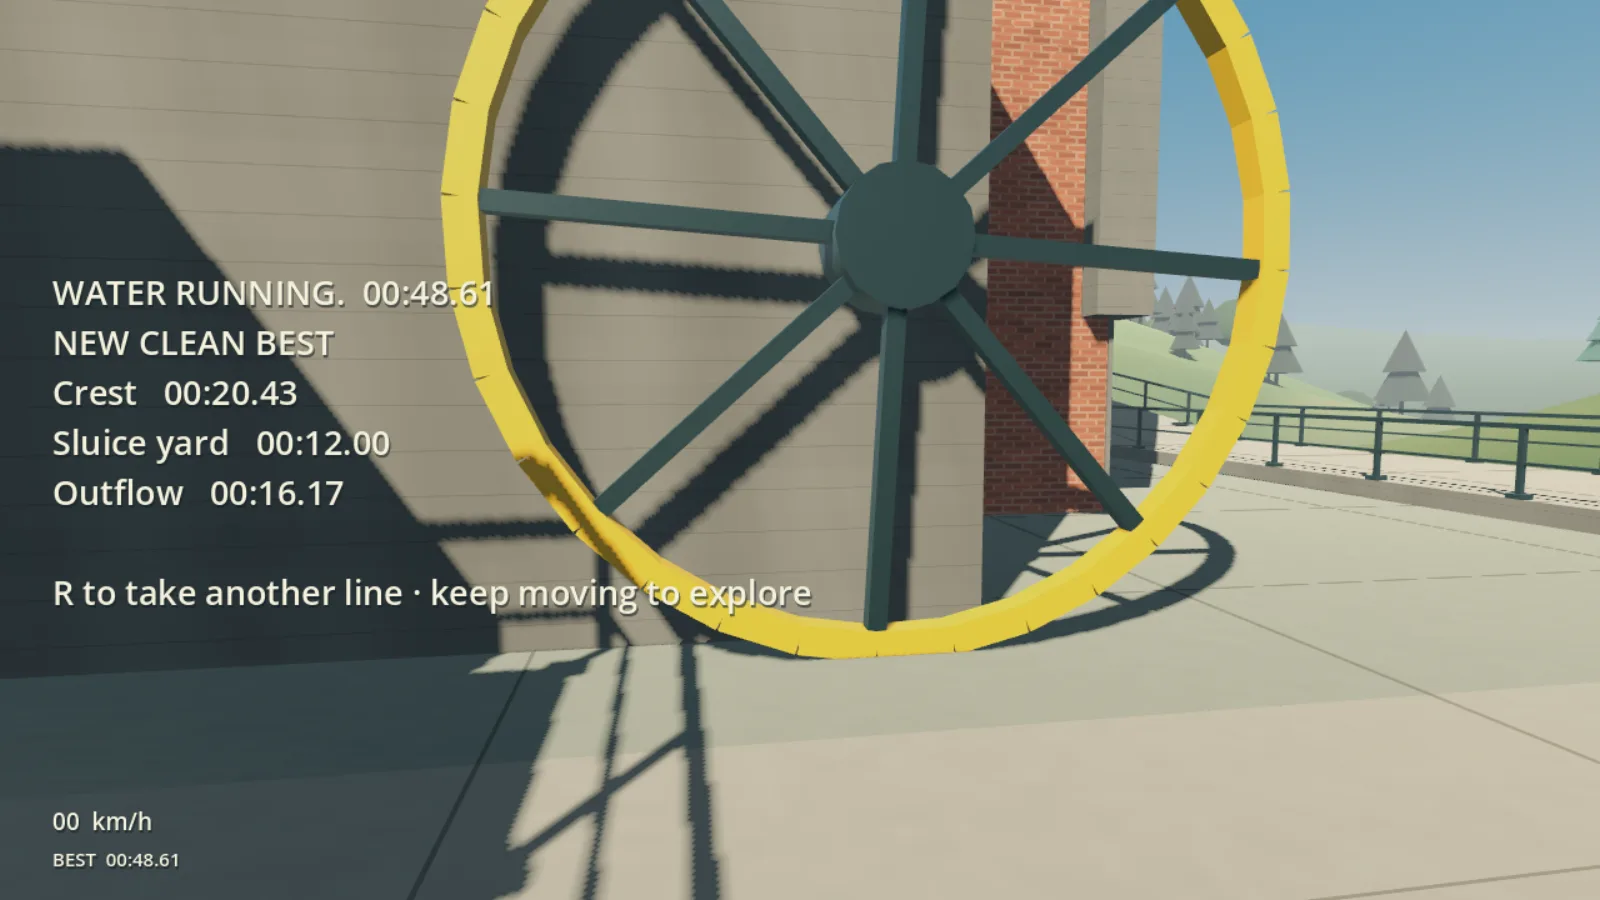 WATER RUNNING.  00:48.61
NEW CLEAN BEST
Crest  00:20.43
Sluice yard  00:12.00
Outflow  00:16.17
R to take another line · keep moving to explore
00 km/h
BEST 00:48.61